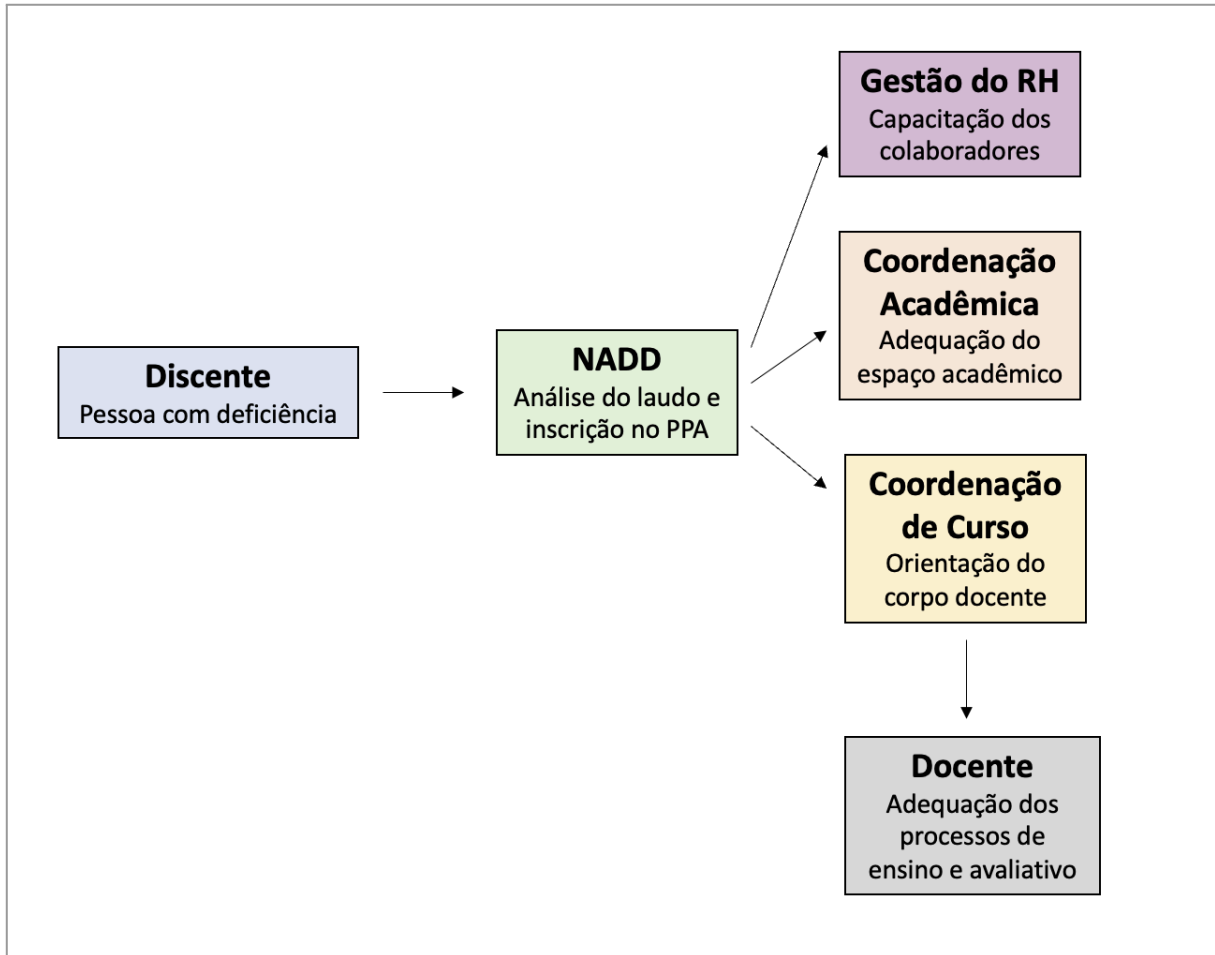 Discente
Pessoa com deficiência
NADD
Análise do laudo e
inscrição no PPA
Gestão do RH
Capacitação dos
colaboradores
Coordenação
Acadêmica
Adequação do
espaço acadêmico
Coordenação
de Curso
Orientação do
corpo docente
Docente
Adequação dos
processos de
ensino e avaliativo